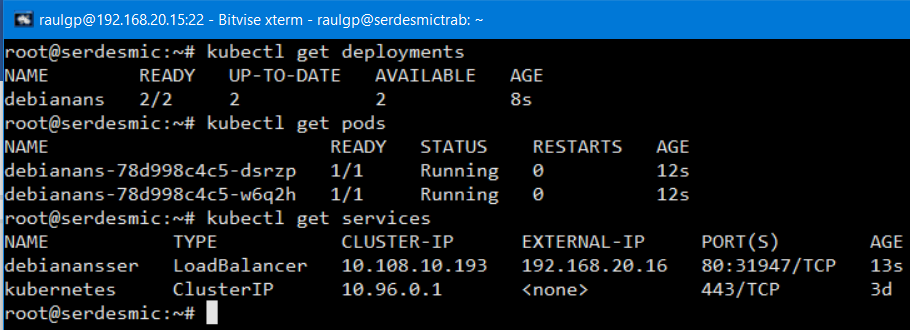 raulgp@192.168.20.15:22 - Bitvise xterm - raulgp@serdesmictrab: ~
root@serdesmic:~# kubectl get deployments
NAME READY UP-TO-DATE AVAILABLE AGE
debianans 2/2 2 2 8s
root@serdesmic:~# kubectl get pods
NAME READY STATUS RESTARTS AGE
debianans-78d998c4c5-dsrzp 1/1 Running 0 12s
debianans-78d998c4c5-w6q2h 1/1 Running 0 12s
root@serdesmic:~# kubectl get services
NAME TYPE CLUSTER-IP EXTERNAL-IP PORT(S) AGE
debianansser LoadBalancer 10.108.10.193 192.168.20.16 80:31947/TCP 13s
kubernetes ClusterIP 10.96.0.1 <none> 443/TCP 3d
root@serdesmic:~#